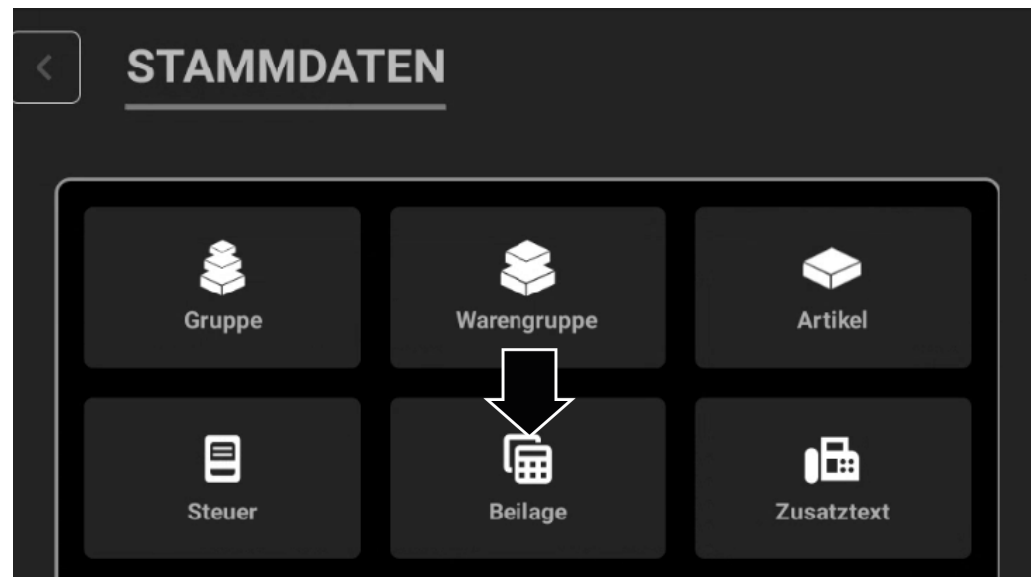 STAMMDATEN
Gruppe
Warengruppe
Artikel
Steuer
Beilage
Zusatztext